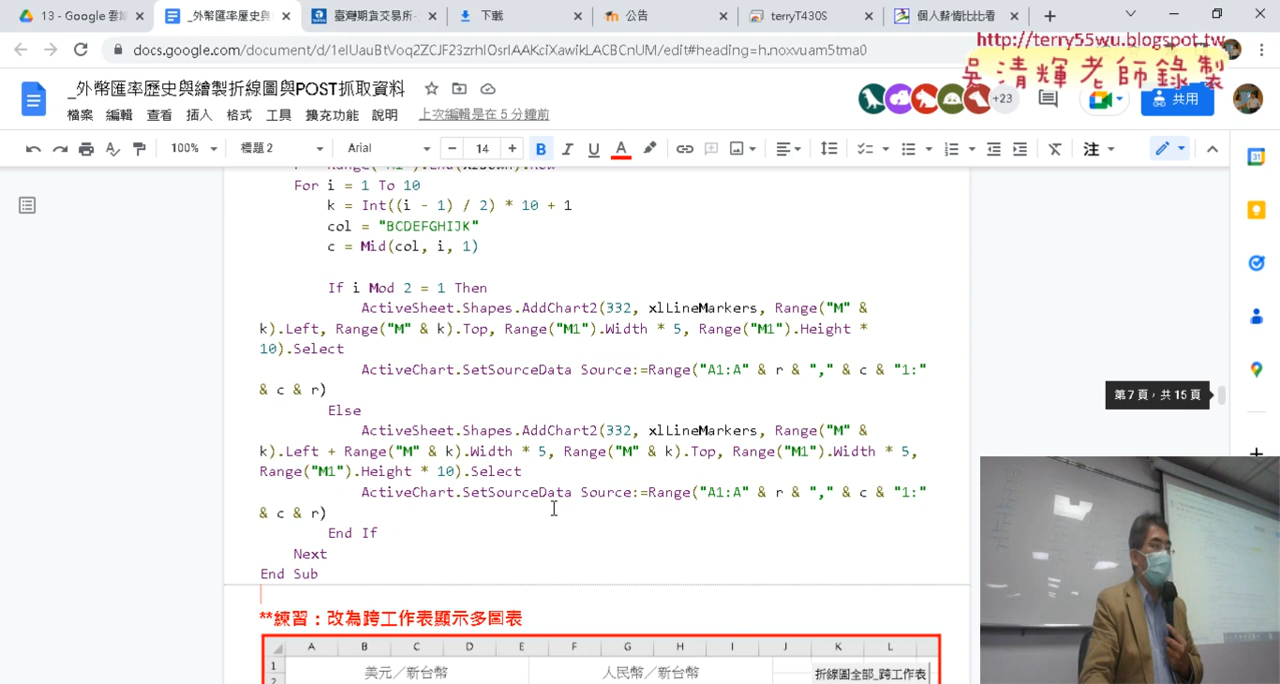 13 - Google 雲端
_外幣匯率歷史與
臺灣期貨交易所-
下載
公告
terryT430S
個人薪情比比看
docs.google.com/document/d/1eIUauBtVoq2ZCJF23zrhlOsrlAAKciXawikLACBCnUM/edit#heading=h.noxvuam5tma0
http://terry55wu.blogspot.tw
吳清輝老師錄製
_外幣匯率歷史與繪製折線圖與POST抓取資料
+23
共用
檔案 編輯 查看 插入 格式 工具 擴充功能 說明 上次編輯是在 5 分鐘前
100% 標題 2 Arial 14 B I U A 注
For i = 1 To 10
k = Int((i - 1) / 2) * 10 + 1
col = "BCDEFGHIJK"
c = Mid(col, i, 1)
If i Mod 2 = 1 Then
ActiveSheet.Shapes.AddChart2(332, xlLineMarkers, Range("M" &
k).Left, Range("M" & k).Top, Range("M1").Width * 5, Range("M1").Height *
10).Select
ActiveChart.SetSourceData Source:=Range("A1:A" & r & "," & c & "1:"
& c & r)
Else
第 7 頁，共 15 頁
ActiveSheet.Shapes.AddChart2(332, xlLineMarkers, Range("M" &
k).Left + Range("M" & k).Width * 5, Range("M" & k).Top, Range("M1").Width * 5,
Range("M1").Height * 10).Select
ActiveChart.SetSourceData Source:=Range("A1:A" & r & "," & c & "1:"
& c & r)
End If
Next
End Sub
**練習：改為跨工作表顯示多圖表
A B C D E F G H I J K L
1 美元／新台幣 人民幣／新台幣 折線圖全部_跨工作表